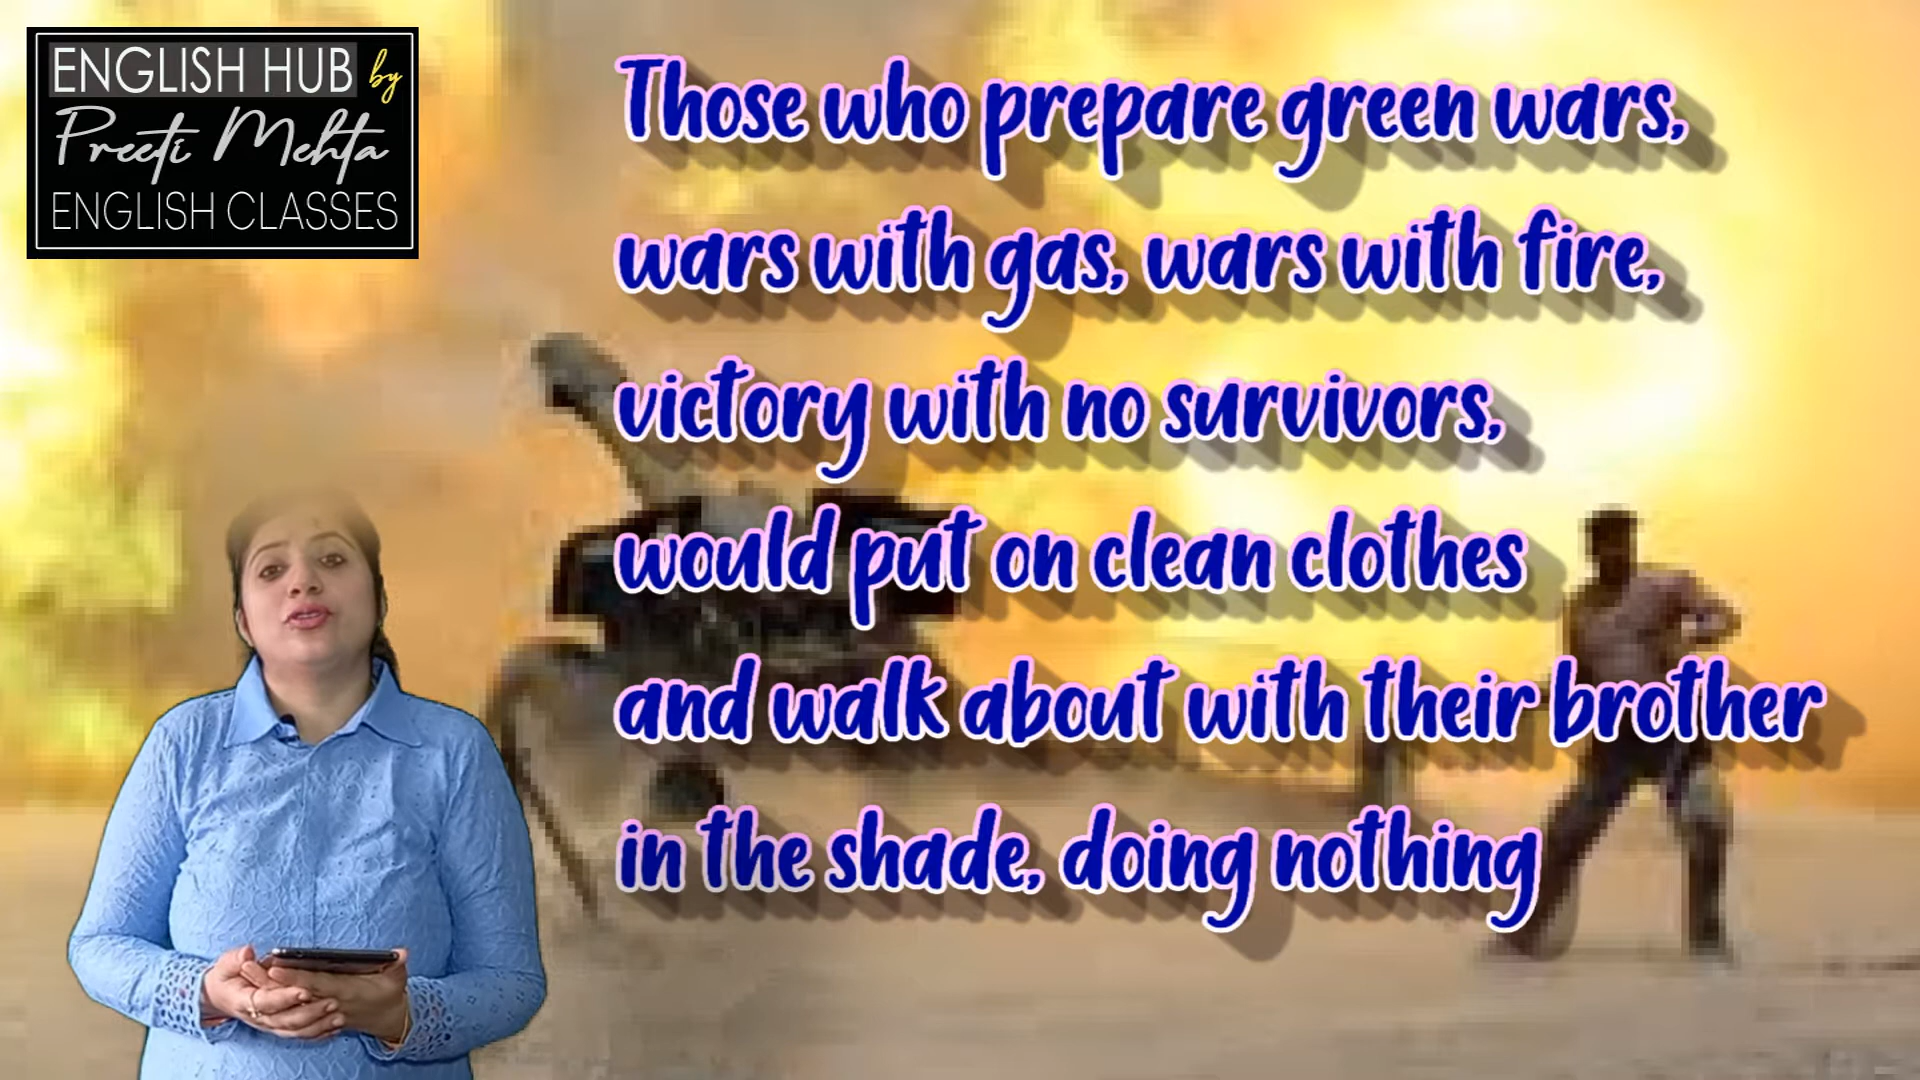 ENGLISH HUB by
Preeti Mehta
ENGLISH CLASSES
Those who prepare green wars,
wars with gas, wars with fire,
victory with no survivors,
would put on clean clothes
and walk about with their brother
in the shade, doing nothing